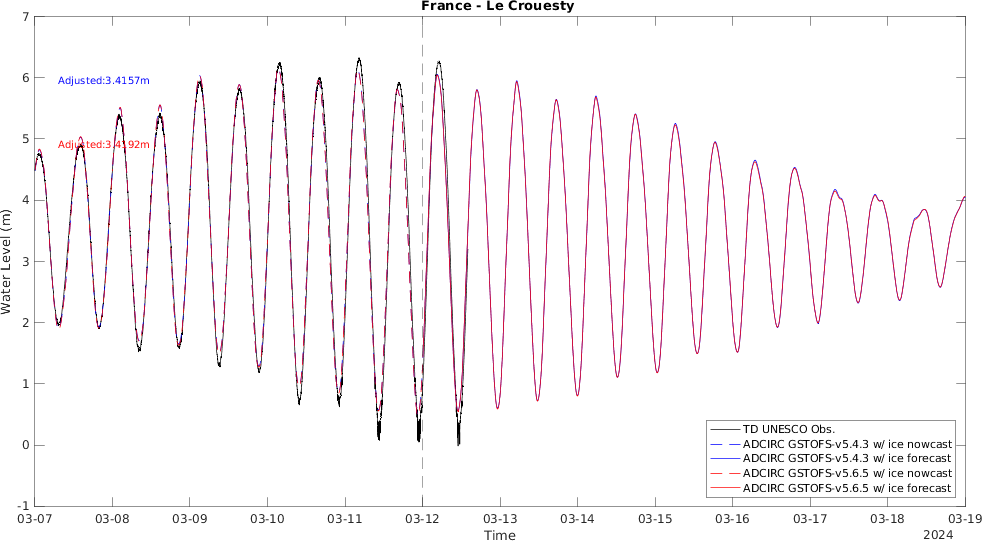 France - Le Crouesty
7
6
5
4
3
2
1
0
-1
Water Level (m)
Adjusted:3.4157m
Adjusted:3.4192m
TD UNESCO Obs.
ADCIRC GSTOFS-v5.4.3 w/ ice nowcast
ADCIRC GSTOFS-v5.4.3 w/ ice forecast
ADCIRC GSTOFS-v5.6.5 w/ ice nowcast
ADCIRC GSTOFS-v5.6.5 w/ ice forecast
03-07 03-08 03-09 03-10 03-11 03-12 03-13 03-14 03-15 03-16 03-17 03-18 03-19
Time
2024